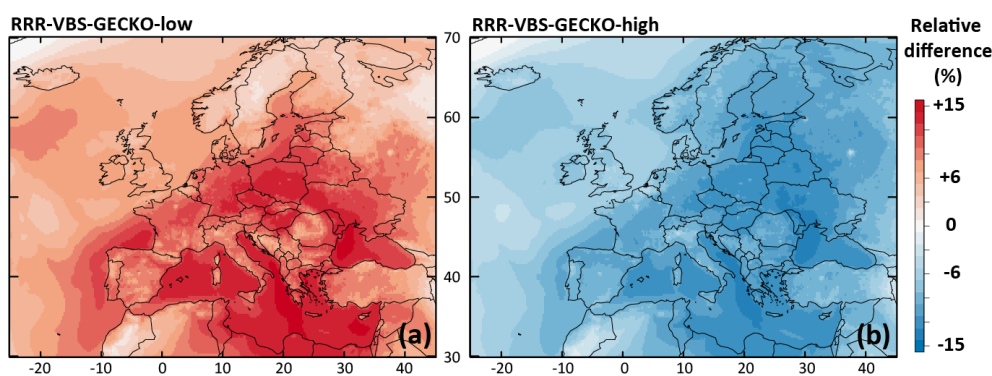 RRR-VBS-GECKO-low
RRR-VBS-GECKO-high
Relative
difference
(%)
70
60
50
40
30
+15
+6
0
-6
-15
(a)
(b)
-20 -10 0 10 20 30 40
-20 -10 0 10 20 30 40